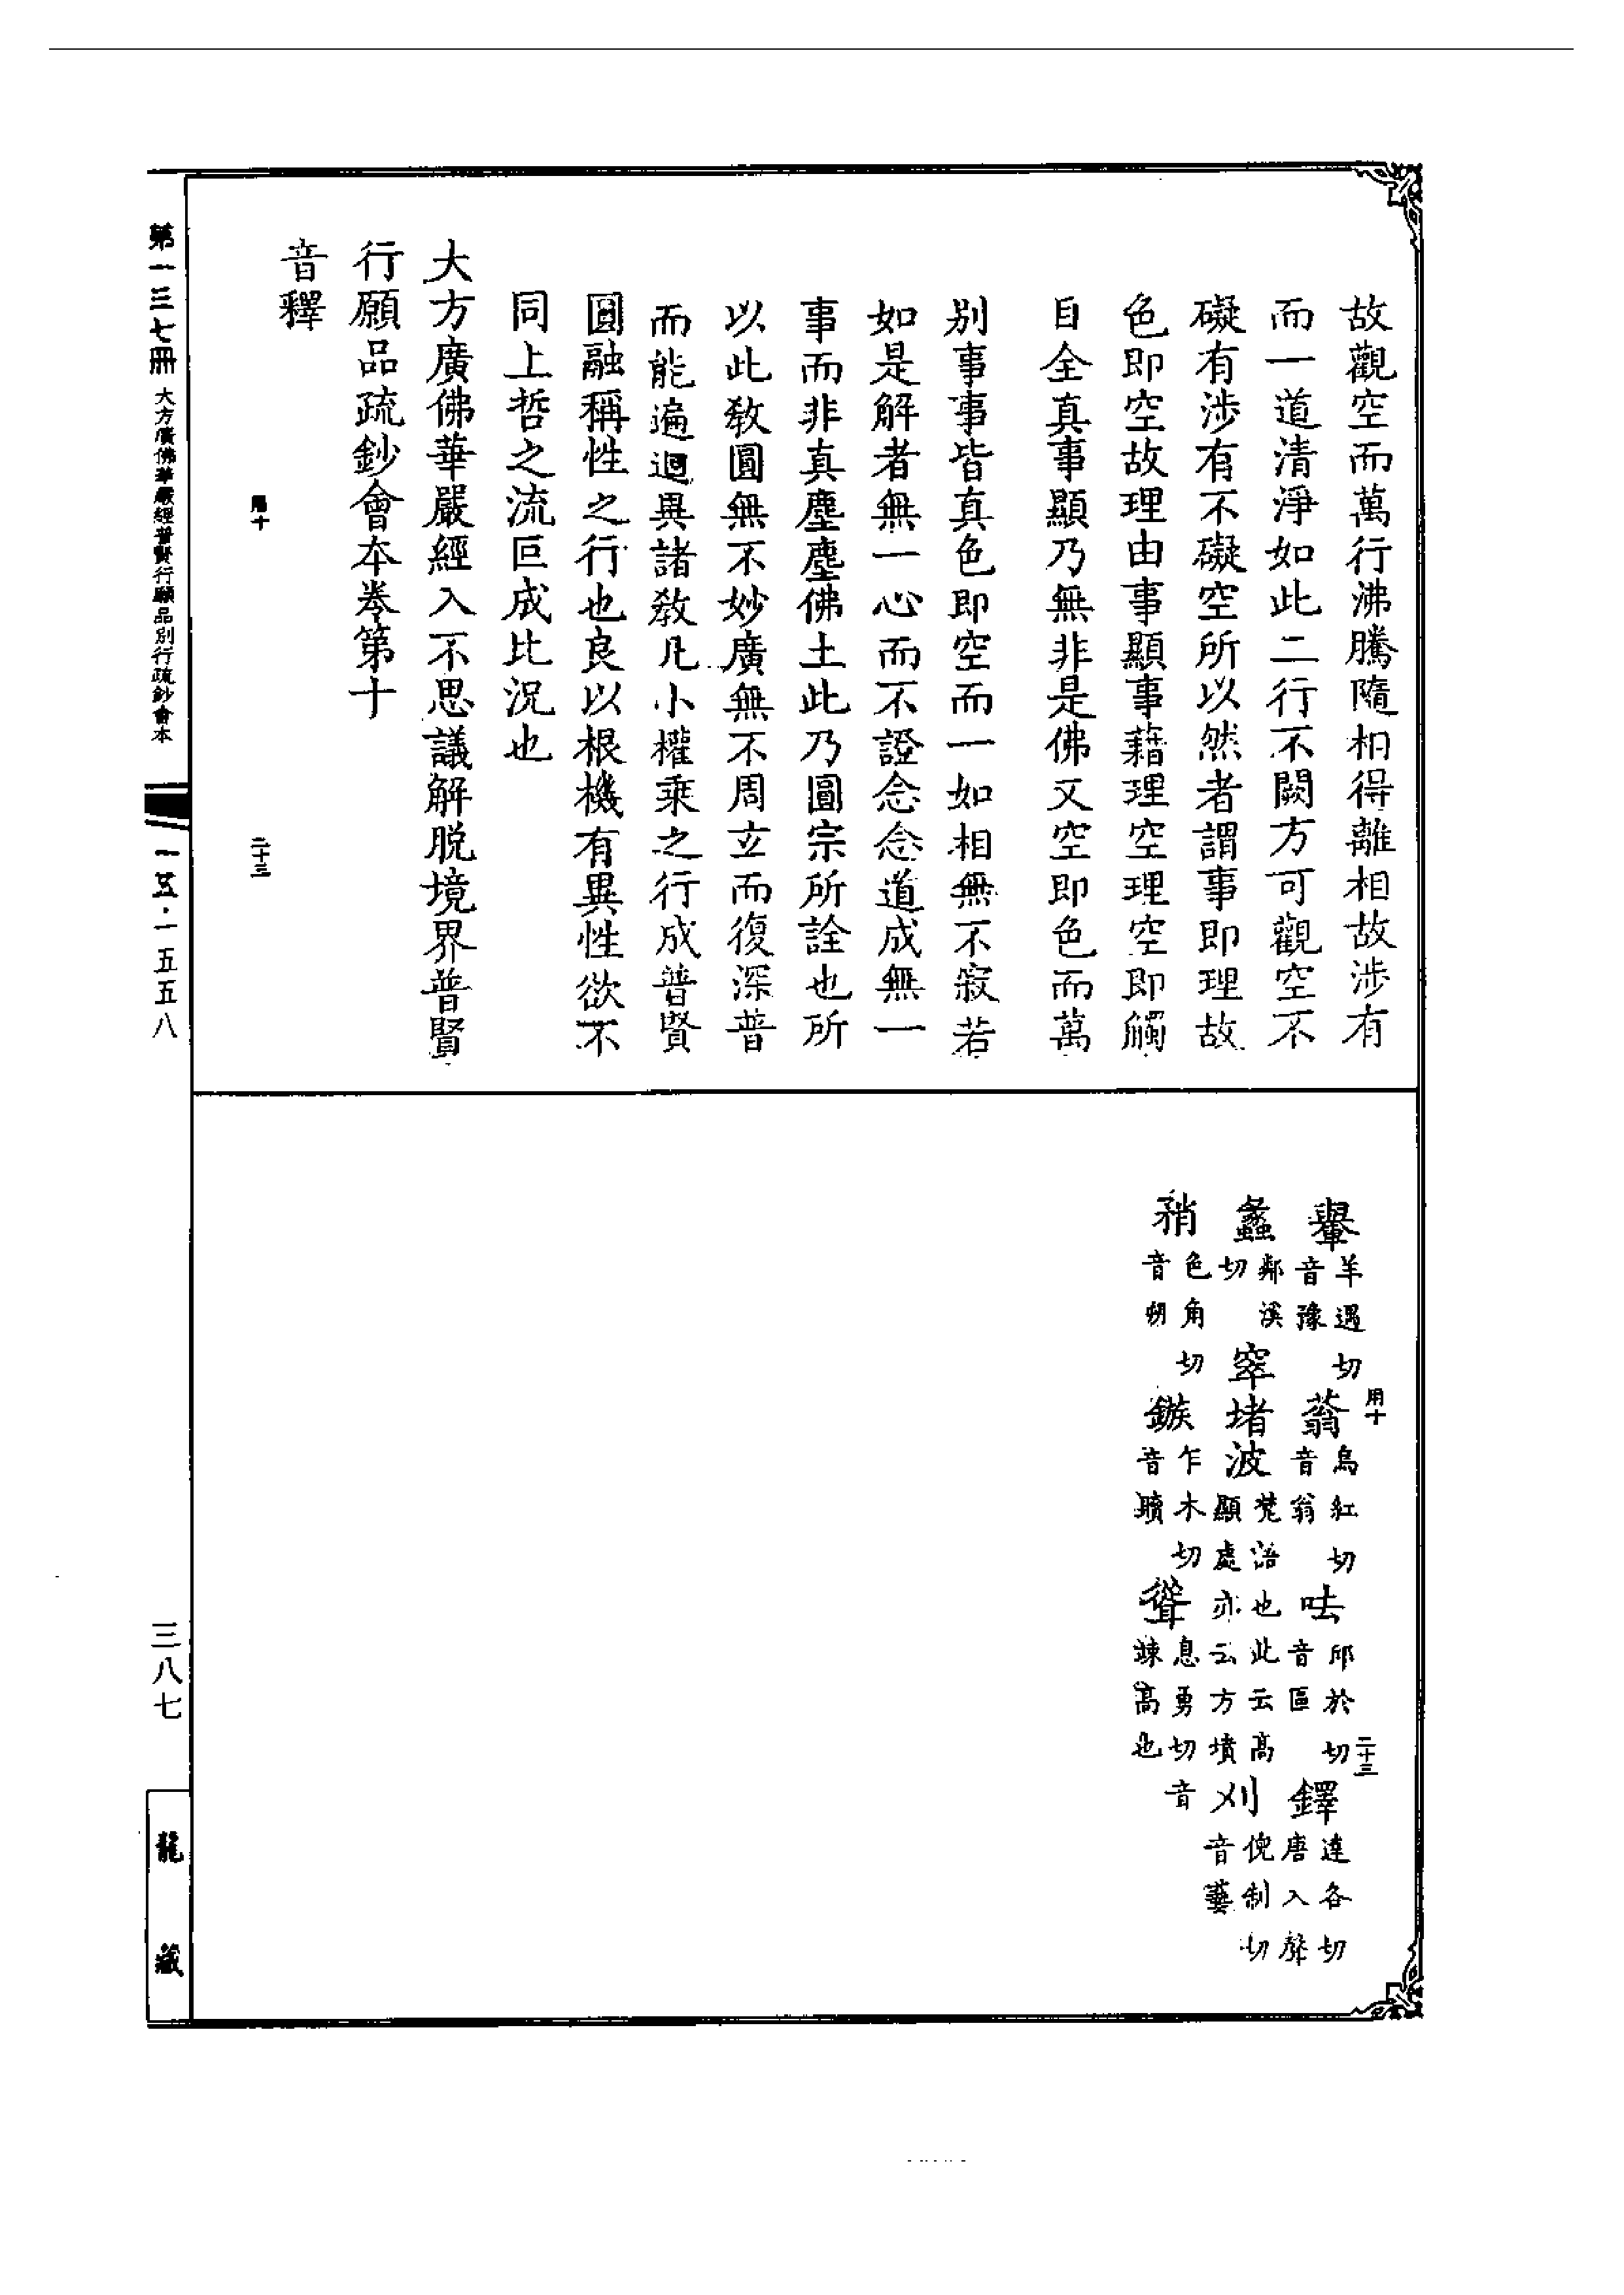 故觀空而萬行沸騰隨相得離相故涉有
而一道清淨如此二行不闕方可觀空不
礙有涉有不礙空所以然者謂事即理故
色即空故理由事顯事藉理空理空即觸
目全真事顯乃無非是佛又空即色而萬
別事事皆真色即空而一如相無不寂若
如是解者無一心而不證念念道成無一
事而非真塵塵佛土此乃圓宗所詮也所
以此教圓無不妙廣無不周玄而復深普
而能遍迴異諸教凡小權乘之行成普賢
圓融稱性之行也良以根機有異性欲不
同上哲之流叵成比況也
大方廣佛華嚴經入不思議解脫境界普賢
行願品疏鈔會本卷第十
音釋
用十 二十三
轝羊遇切音豫 蓊烏紅切音翁 呿邱於切音區 鐸達各切唐入聲
用十 二十三
蠡鄰溪切 窣堵波梵語也此云高顯處亦云方墳 刈倪制切音藝
矟色角切音朔 鏃乍木切音𧸐 聳息勇切音竦高也
第一三七冊 大方廣佛華嚴經普賢行願品別行疏鈔會本
一五·一五五八
三八七
龍藏